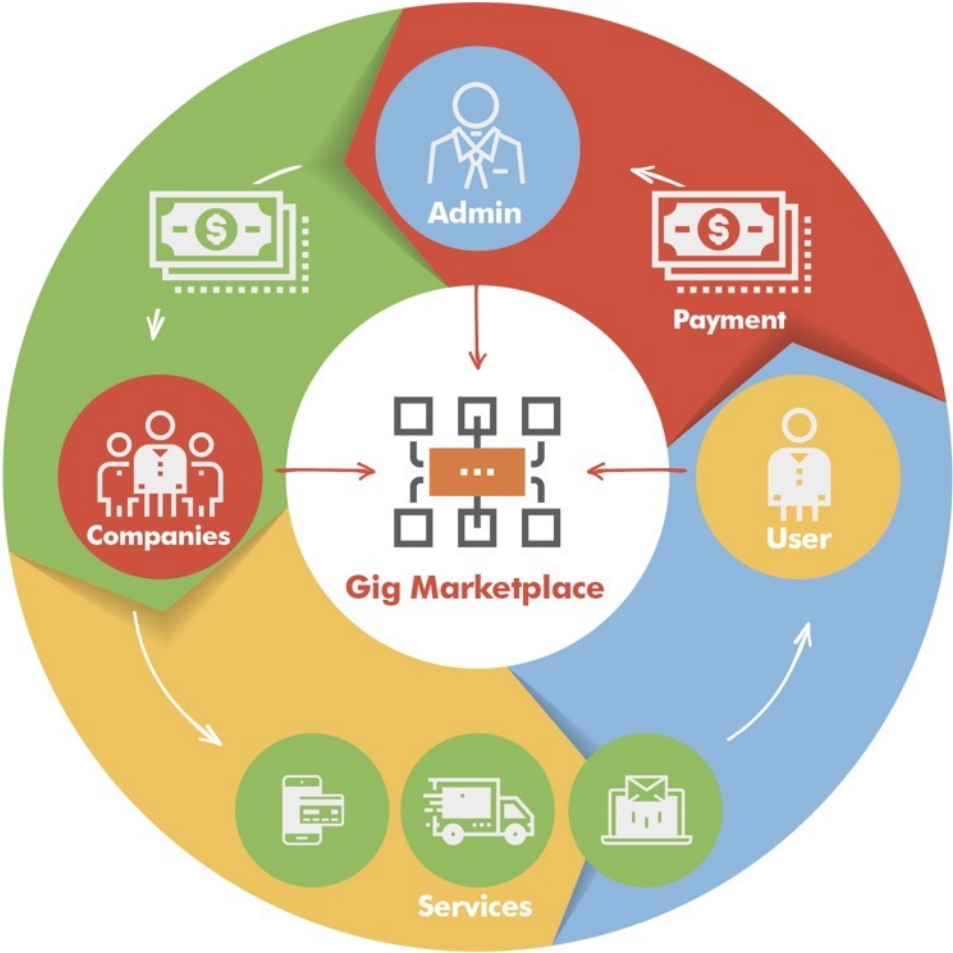 Admin
$
$
Payment
Companies
User
Gig Marketplace
Services